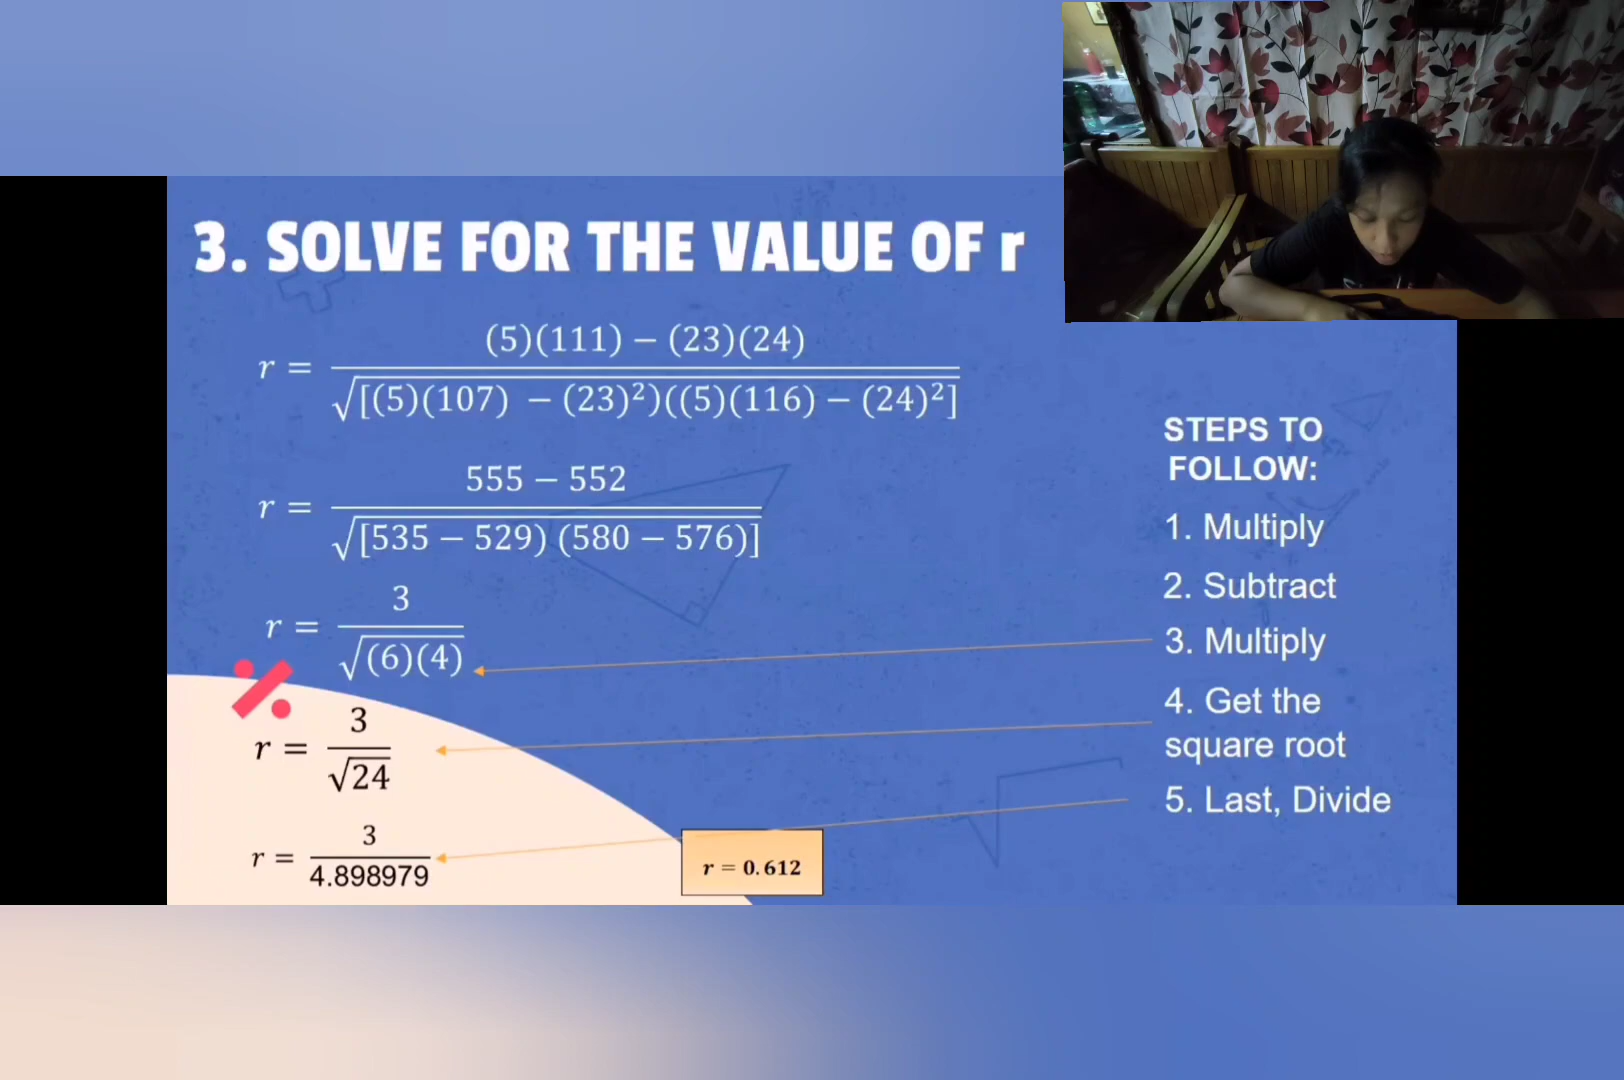 3. SOLVE FOR THE VALUE OF r
r = (5)(111) − (23)(24) / √[(5)(107) − (23)²)((5)(116) − (24)²]
r = 555 − 552 / √[535 − 529) (580 − 576)]
r = 3 / √(6)(4)
r = 3 / √24
r = 3 / 4.898979
r = 0.612
STEPS TO
FOLLOW:
1. Multiply
2. Subtract
3. Multiply
4. Get the
square root
5. Last, Divide